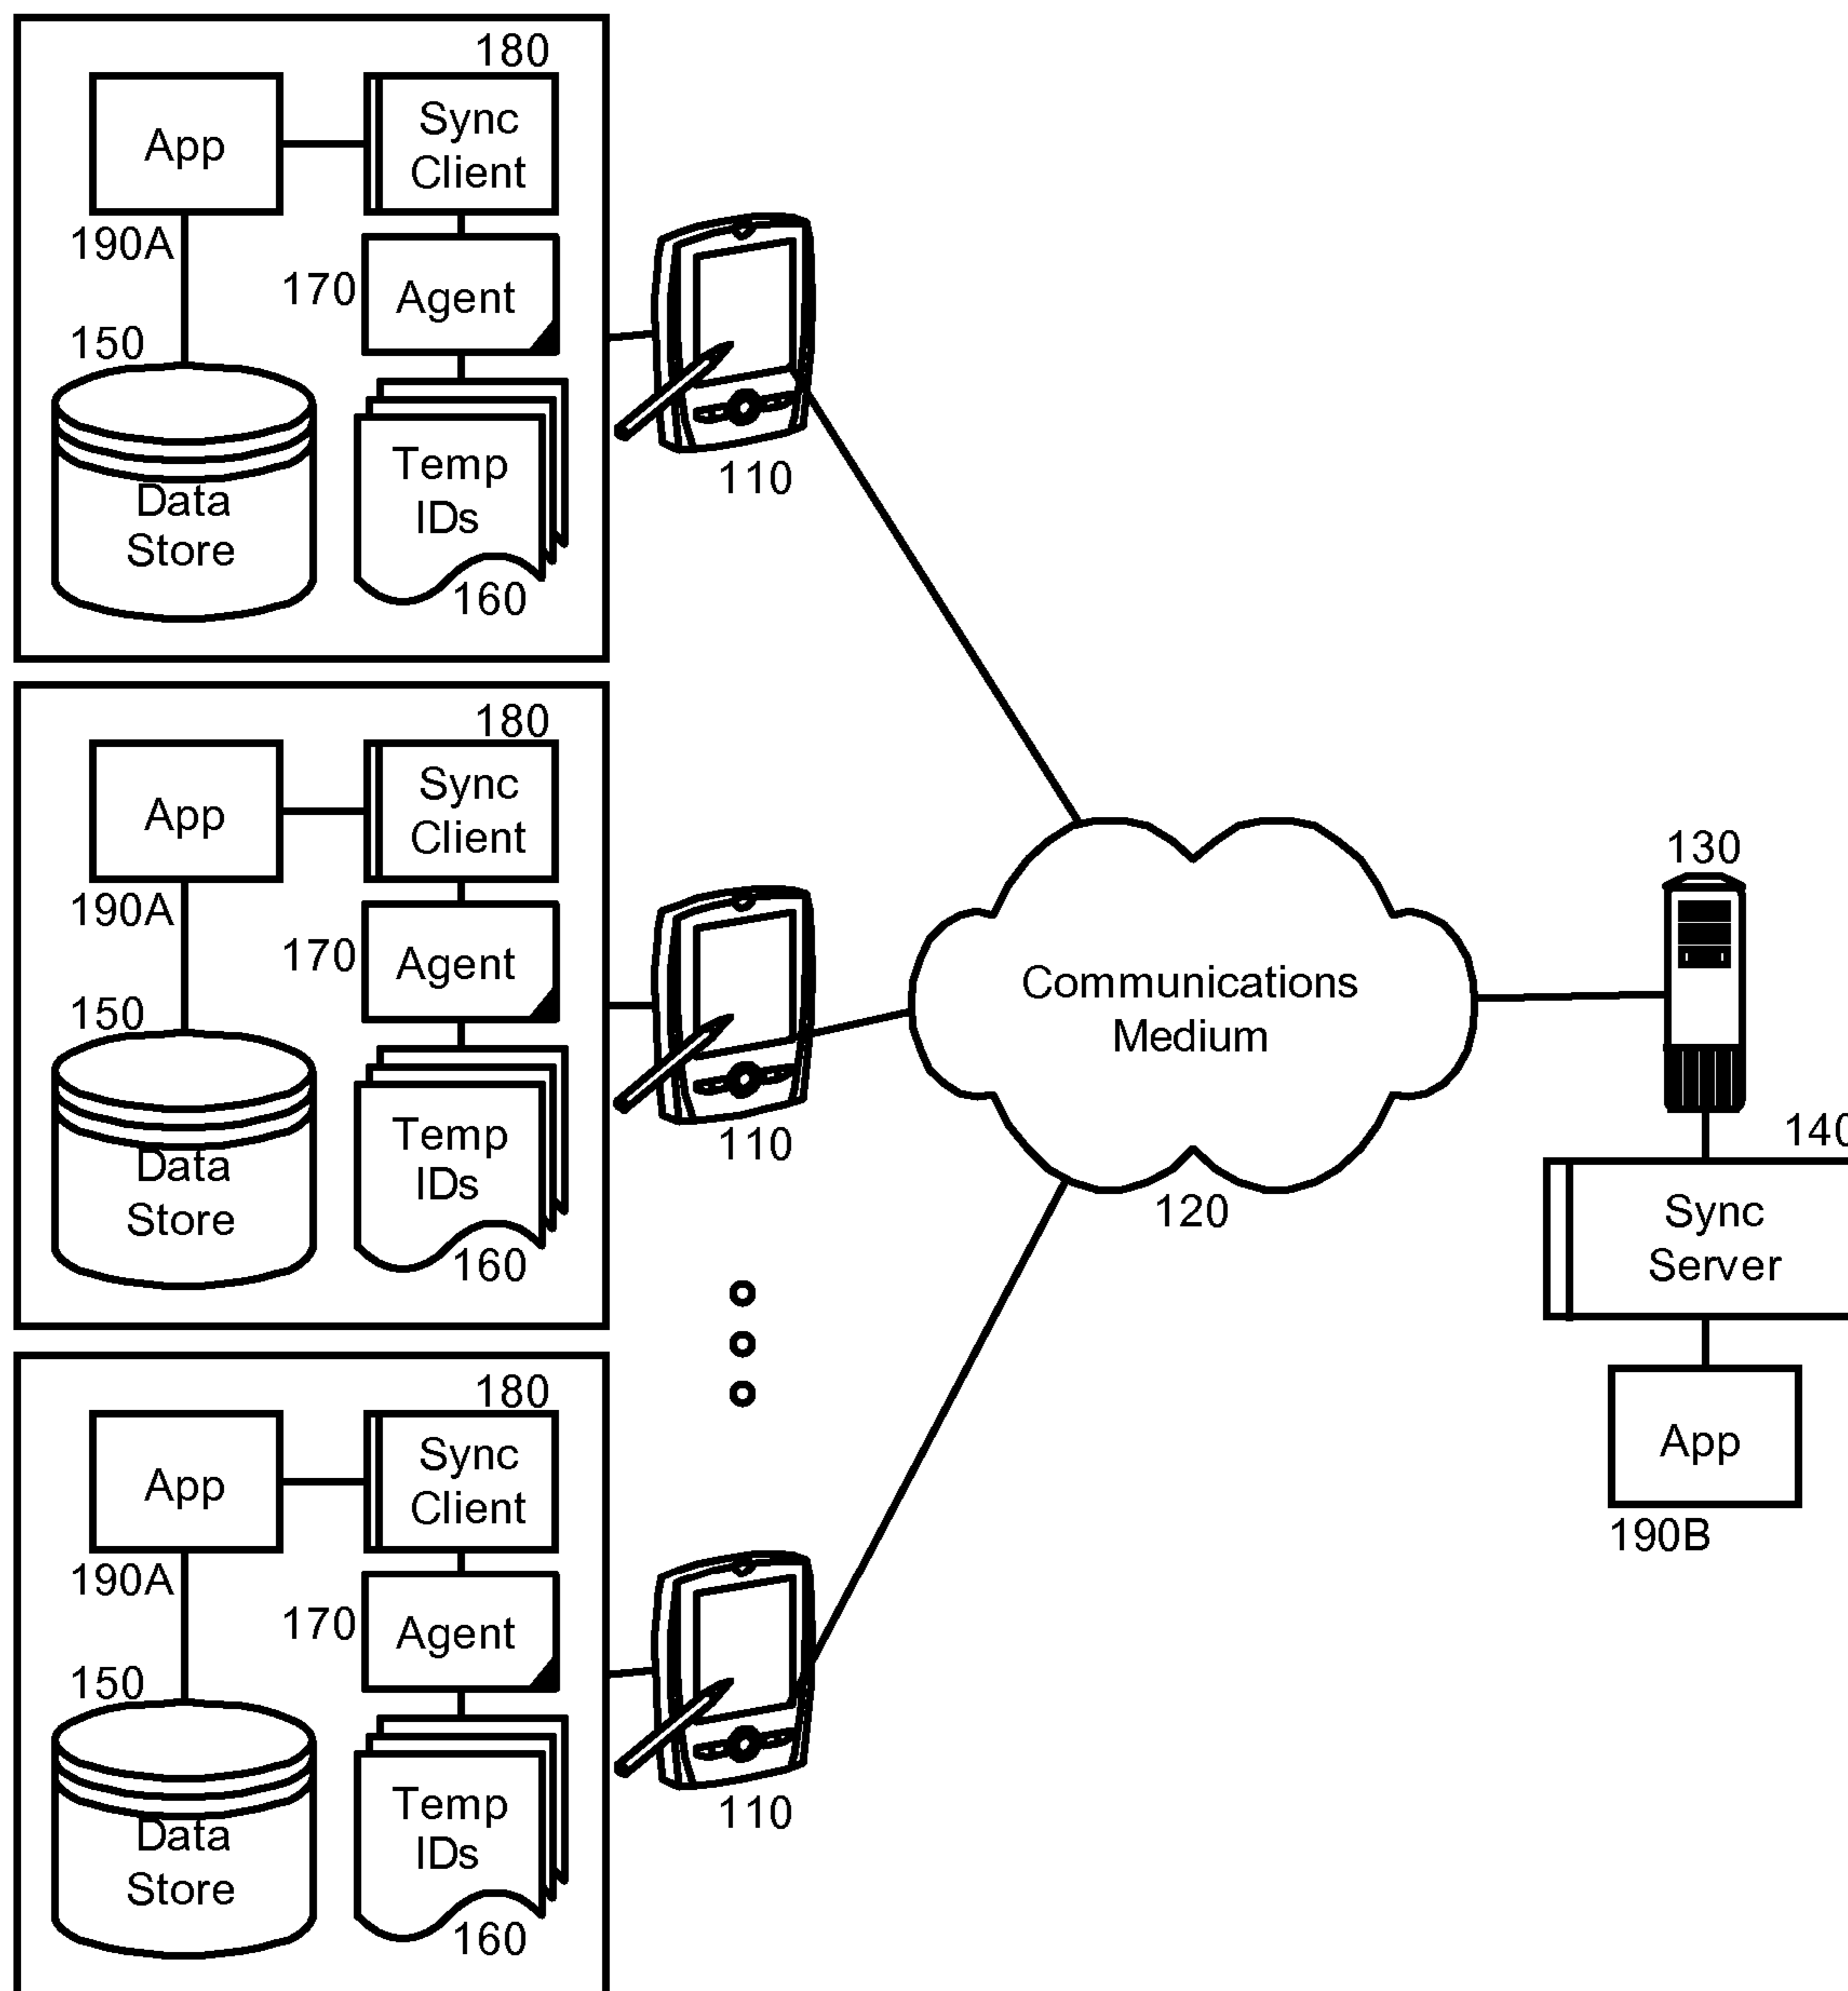 180
App
Sync
Client
190A
170
Agent
150
Data
Store
Temp
IDs
160
110
180
App
Sync
Client
190A
170
Agent
150
Data
Store
Temp
IDs
160
110
Communications
Medium
120
130
140
Sync
Server
App
190B
180
App
Sync
Client
190A
170
Agent
150
Data
Store
Temp
IDs
160
110